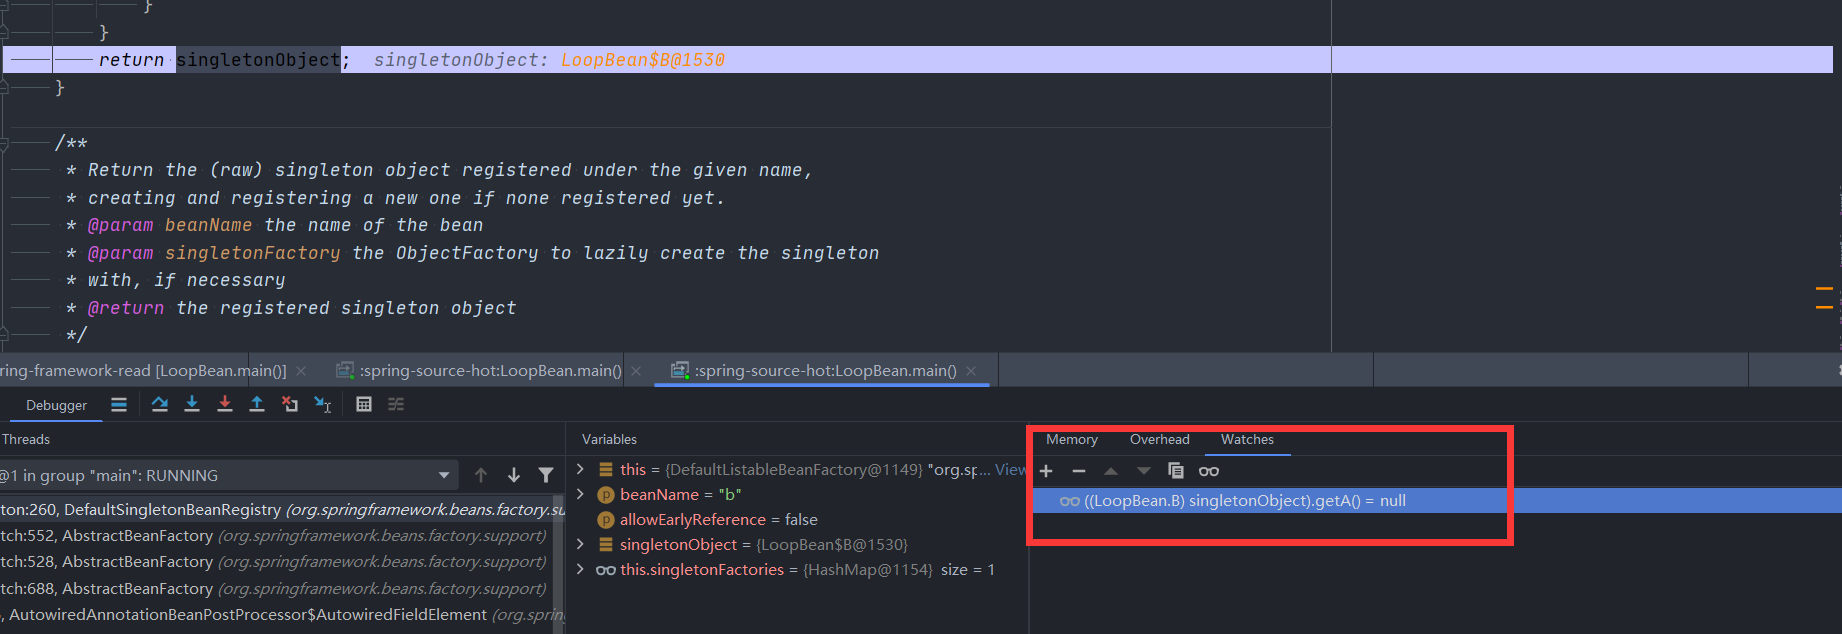 }
}
return singletonObject;  singletonObject: LoopBean$B@1530
}
/**
* Return the (raw) singleton object registered under the given name,
* creating and registering a new one if none registered yet.
* @param beanName the name of the bean
* @param singletonFactory the ObjectFactory to lazily create the singleton
* with, if necessary
* @return the registered singleton object
*/
ring-framework-read [LoopBean.main()] × :spring-source-hot:LoopBean.main() × :spring-source-hot:LoopBean.main() ×
Debugger
Threads
@1 in group "main": RUNNING
ton:260, DefaultSingletonBeanRegistry (org.springframework.beans.factory.su
tch:552, AbstractBeanFactory (org.springframework.beans.factory.support)
tch:528, AbstractBeanFactory (org.springframework.beans.factory.support)
tch:688, AbstractBeanFactory (org.springframework.beans.factory.support)
, AutowiredAnnotationBeanPostProcessor$AutowiredFieldElement (org.spring
Variables
this = {DefaultListableBeanFactory@1149} "org.sp... View
beanName = "b"
allowEarlyReference = false
singletonObject = {LoopBean$B@1530}
this.singletonFactories = {HashMap@1154} size = 1
Memory Overhead Watches
((LoopBean.B) singletonObject).getA() = null